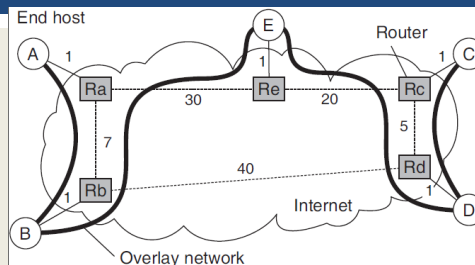 End host
E
Router
A
1
1
1
C
Ra
Re
Rc
30
20
7
5
40
Rd
Rb
1
1
Internet
B
D
Overlay network